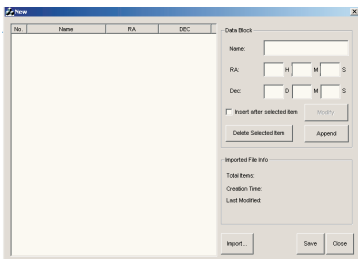 New
No. Name RA DEC
Data Block
Name:
RA: H M S
Dec: D M S
Insert after selected item Modify
Delete Selected Item Append
Imported File Info
Total Items:
Creation Time:
Last Modified:
Import... Save Close